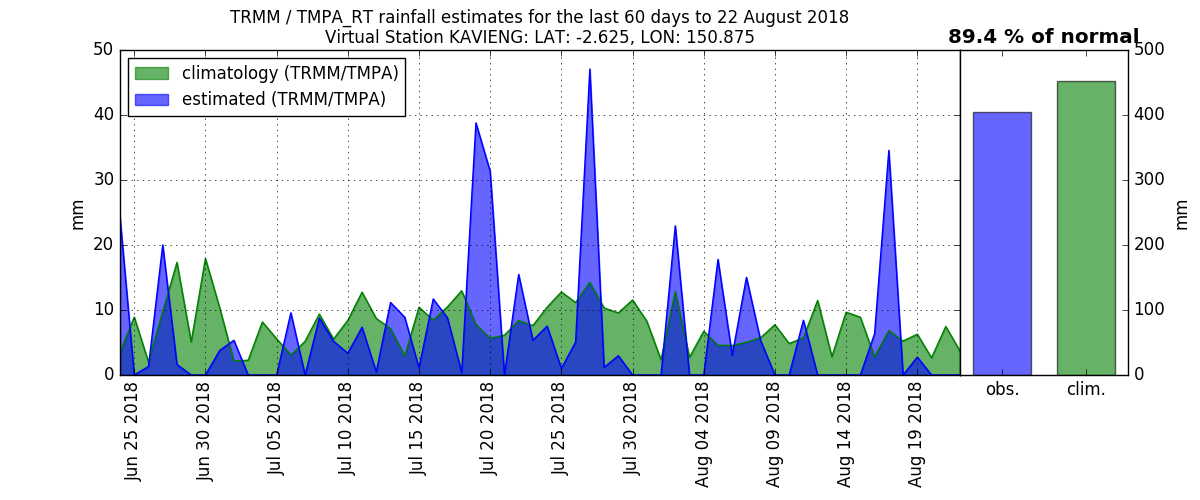 TRMM / TMPA_RT rainfall estimates for the last 60 days to 22 August 2018
Virtual Station KAVIENG: LAT: -2.625, LON: 150.875
89.4 % of normal
climatology (TRMM/TMPA)
estimated (TRMM/TMPA)
50
40
30
20
10
0
mm
Jun 25 2018
Jun 30 2018
Jul 05 2018
Jul 10 2018
Jul 15 2018
Jul 20 2018
Jul 25 2018
Jul 30 2018
Aug 04 2018
Aug 09 2018
Aug 14 2018
Aug 19 2018
obs.
clim.
500
400
300
200
100
0
mm